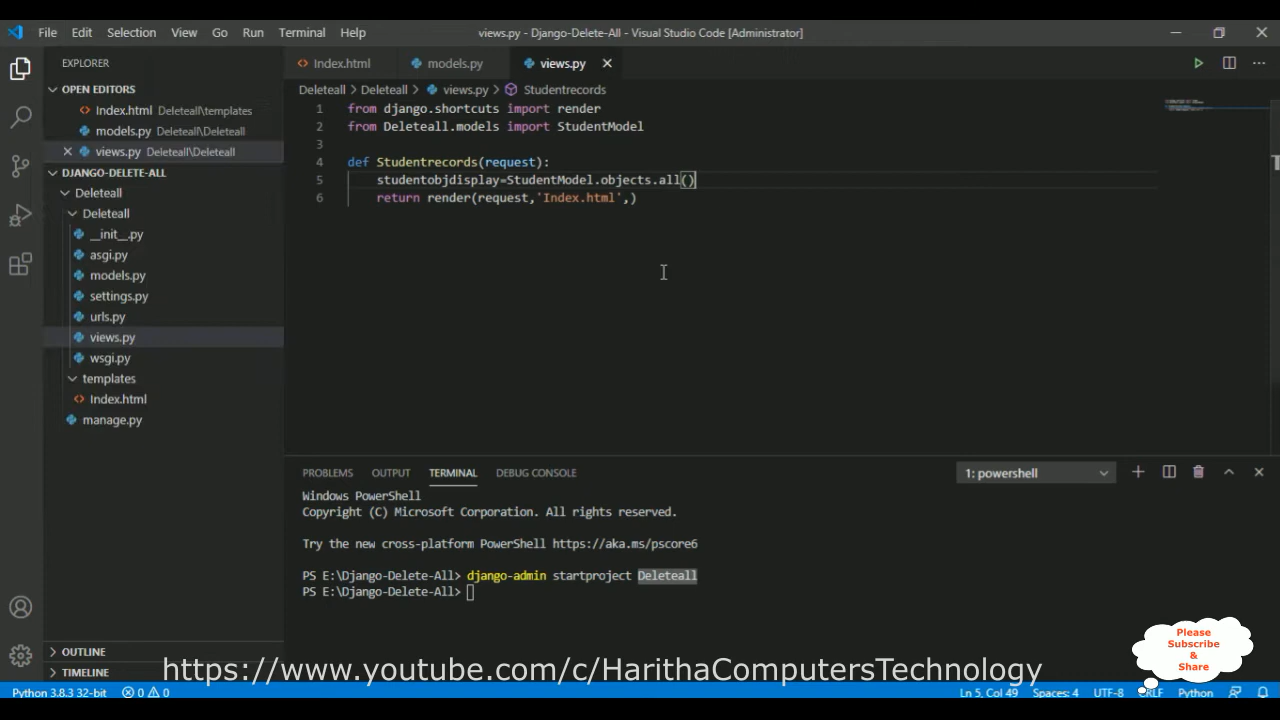 File Edit Selection View Go Run Terminal Help
views.py - Django-Delete-All - Visual Studio Code [Administrator]
EXPLORER
OPEN EDITORS
Index.html Deleteall\templates
models.py Deleteall\Deleteall
views.py Deleteall\Deleteall
DJANGO-DELETE-ALL
Deleteall
Deleteall
__init__.py
asgi.py
models.py
settings.py
urls.py
views.py
wsgi.py
templates
Index.html
manage.py
OUTLINE
TIMELINE
Index.html models.py views.py
Deleteall > Deleteall > views.py > Studentrecords
1 from django.shortcuts import render
2 from Deleteall.models import StudentModel
3
4 def Studentrecords(request):
5 studentobjdisplay=StudentModel.objects.all()
6 return render(request,'Index.html',)
PROBLEMS OUTPUT TERMINAL DEBUG CONSOLE
1: powershell
Windows PowerShell
Copyright (C) Microsoft Corporation. All rights reserved.
Try the new cross-platform PowerShell https://aka.ms/pscore6
PS E:\Django-Delete-All> django-admin startproject Deleteall
PS E:\Django-Delete-All>
Please
Subscribe
&
Share
https://www.youtube.com/c/HarithaComputersTechnology
Python 3.8.3 32-bit 0 0 Ln 5, Col 49 Spaces: 4 UTF-8 CRLF Python